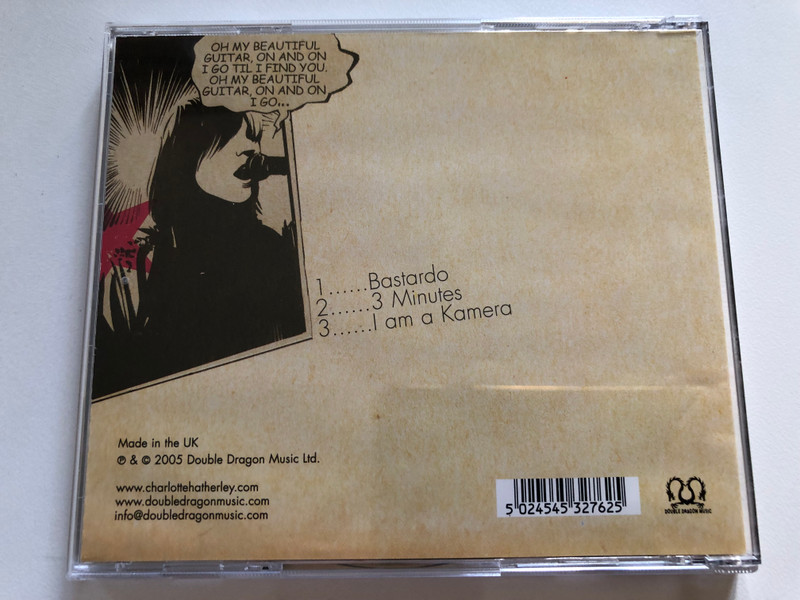 OH MY BEAUTIFUL
GUITAR, ON AND ON
I GO TIL I FIND YOU.
OH MY BEAUTIFUL
GUITAR, ON AND ON
I GO...
1......Bastardo
2......3 Minutes
3......I am a Kamera
Made in the UK
℗ & © 2005 Double Dragon Music Ltd.
www.charlottehatherley.com
www.doubledragonmusic.com
info@doubledragonmusic.com
5 024545 327625
DOUBLE DRAGON MUSIC